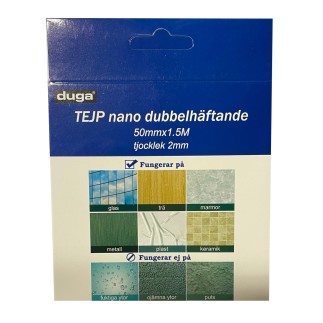 duga®
TEJP nano dubbelhäftande
50mmx1.5M
tjocklek 2mm
Fungerar på
glas trä marmor
metall plast keramik
Fungerar ej på
fuktiga ytor ojämna ytor puts